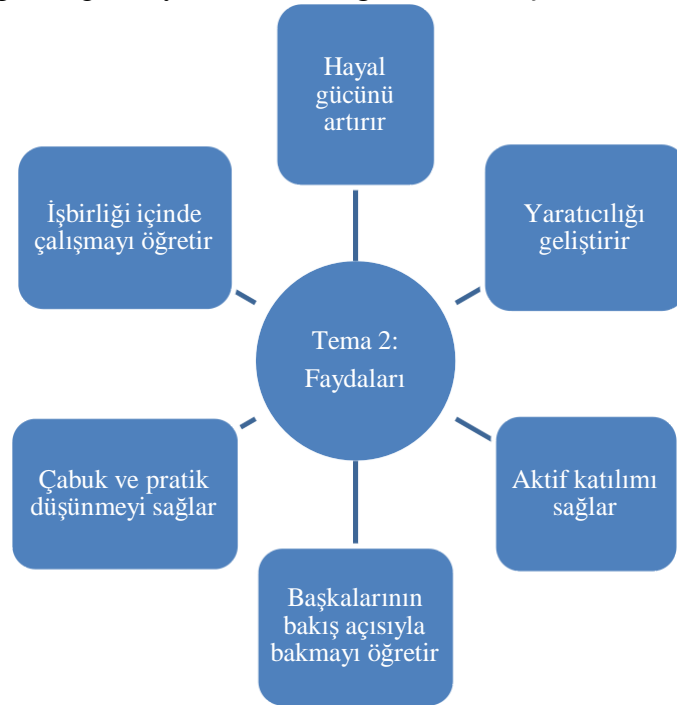 Hayal
gücünü
artırır
Yaratıcılığı
geliştirir
Aktif katılımı
sağlar
Başkalarının
bakış açısıyla
bakmayı öğretir
Çabuk ve pratik
düşünmeyi sağlar
İşbirliği içinde
çalışmayı öğretir
Tema 2:
Faydaları